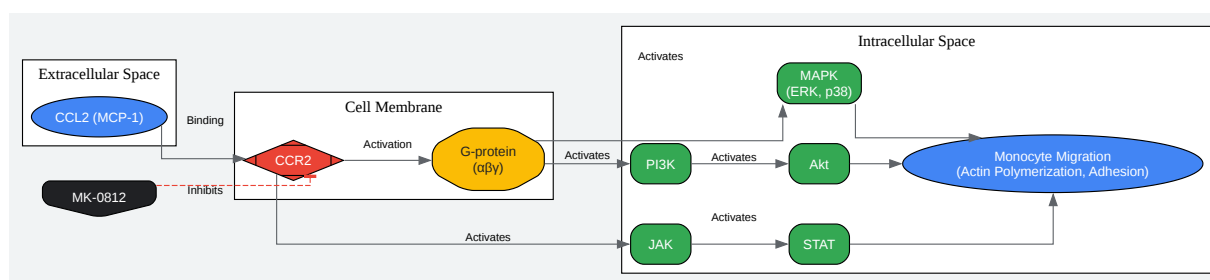 Extracellular Space
CCL2 (MCP-1)
Binding
MK-0812
Inhibits
Cell Membrane
CCR2
Activation
G-protein
(αβγ)
Activates
Activates
Intracellular Space
Activates
MAPK
(ERK, p38)
PI3K
Activates
Akt
Monocyte Migration
(Actin Polymerization, Adhesion)
JAK
Activates
STAT